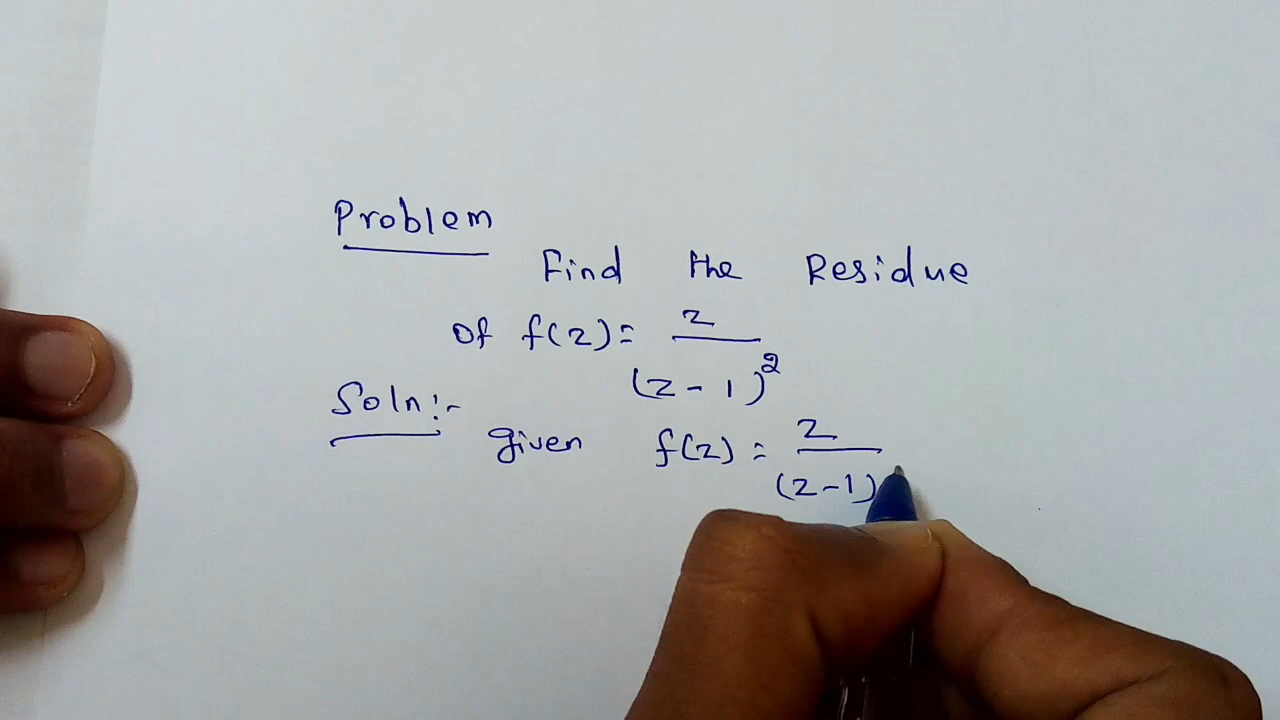 Problem
Find the Residue
Of f(z) = z
(z - 1)²
Soln:-
given f(z) = z
(z-1)